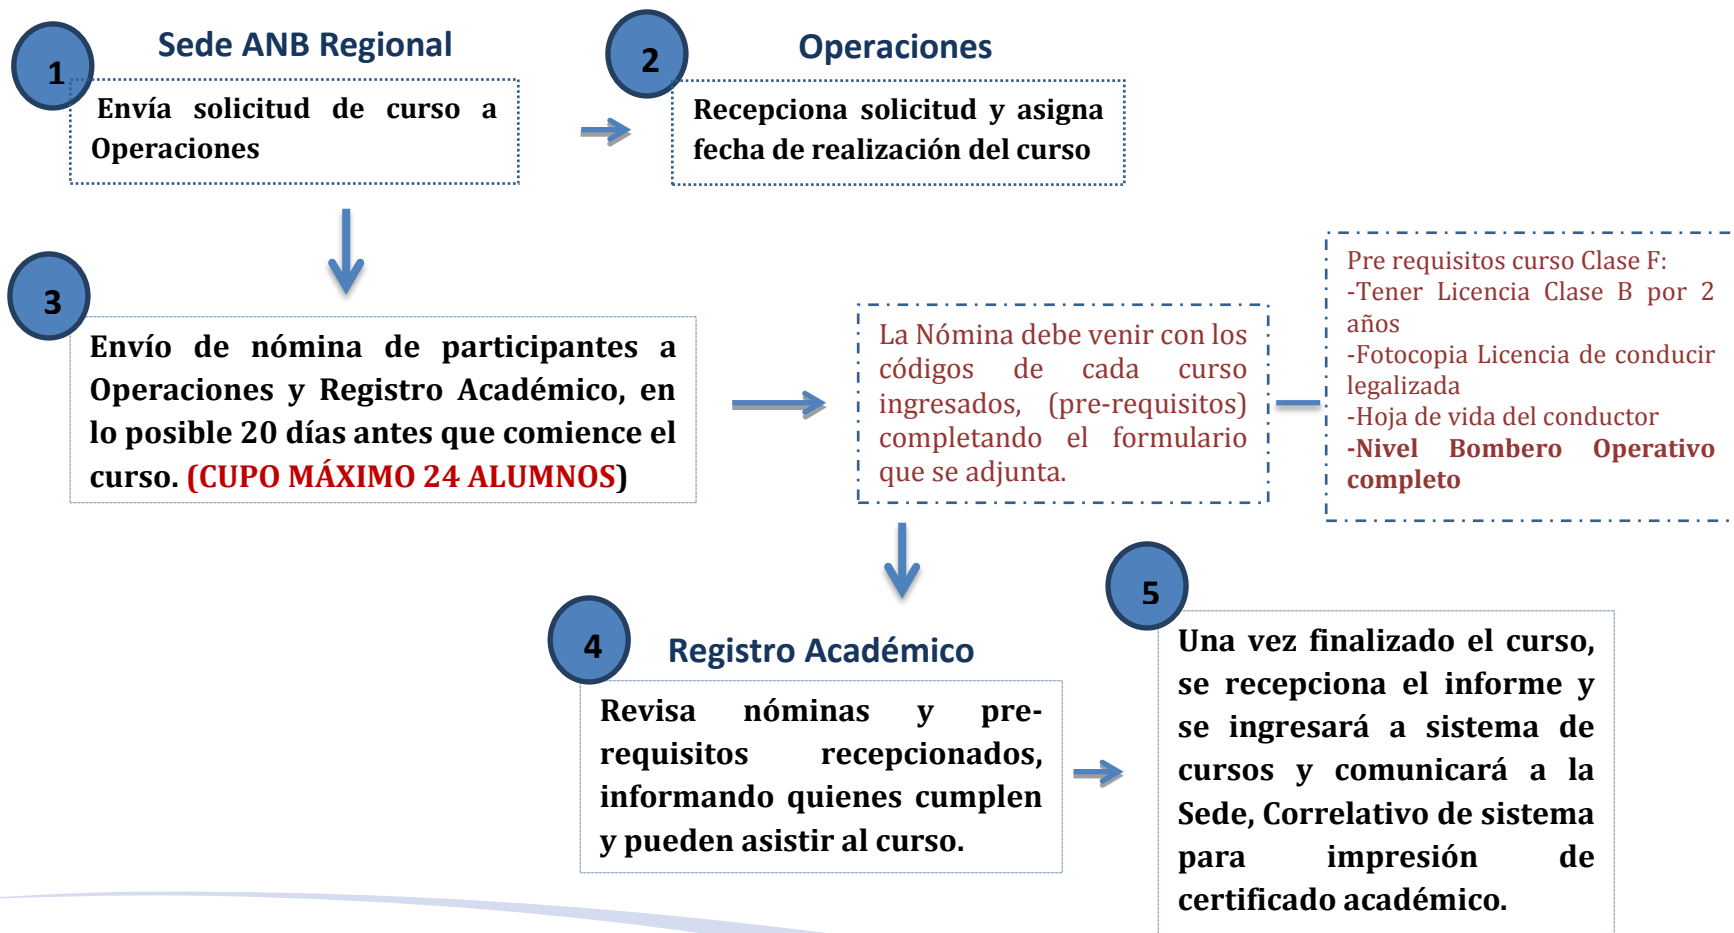 1
Sede ANB Regional
Envía solicitud de curso a
Operaciones
2
Operaciones
Recepciona solicitud y asigna
fecha de realización del curso
3
Envío de nómina de participantes a
Operaciones y Registro Académico, en
lo posible 20 días antes que comience el
curso. (CUPO MÁXIMO 24 ALUMNOS)
La Nómina debe venir con los
códigos de cada curso
ingresados, (pre-requisitos)
completando el formulario
que se adjunta.
Pre requisitos curso Clase F:
-Tener Licencia Clase B por 2
años
-Fotocopia Licencia de conducir
legalizada
-Hoja de vida del conductor
-Nivel Bombero Operativo
completo
4
Registro Académico
Revisa nóminas y pre-
requisitos recepcionados,
informando quienes cumplen
y pueden asistir al curso.
5
Una vez finalizado el curso,
se recepciona el informe y
se ingresará a sistema de
cursos y comunicará a la
Sede, Correlativo de sistema
para impresión de
certificado académico.